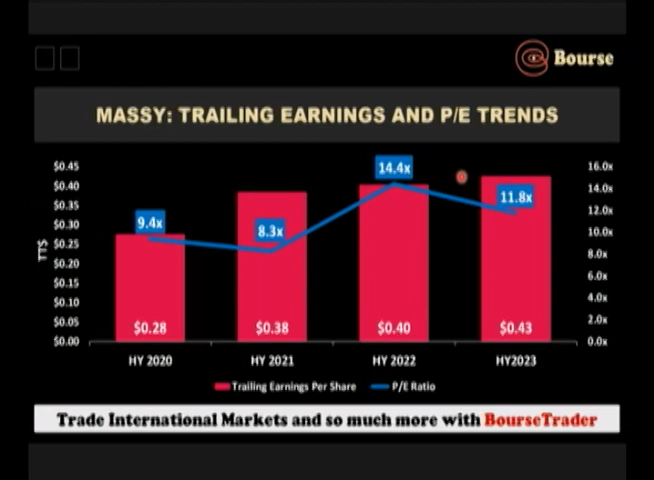 Bourse
MASSY: TRAILING EARNINGS AND P/E TRENDS
$0.45
$0.40
$0.35
$0.30
$0.25
$0.20
$0.15
$0.10
$0.05
$0.00
TT$
16.0x
14.0x
12.0x
10.0x
8.0x
6.0x
4.0x
2.0x
0.0x
9.4x
8.3x
14.4x
11.8x
$0.28
$0.38
$0.40
$0.43
HY 2020
HY 2021
HY 2022
HY2023
Trailing Earnings Per Share
P/E Ratio
Trade International Markets and so much more with BourseTrader